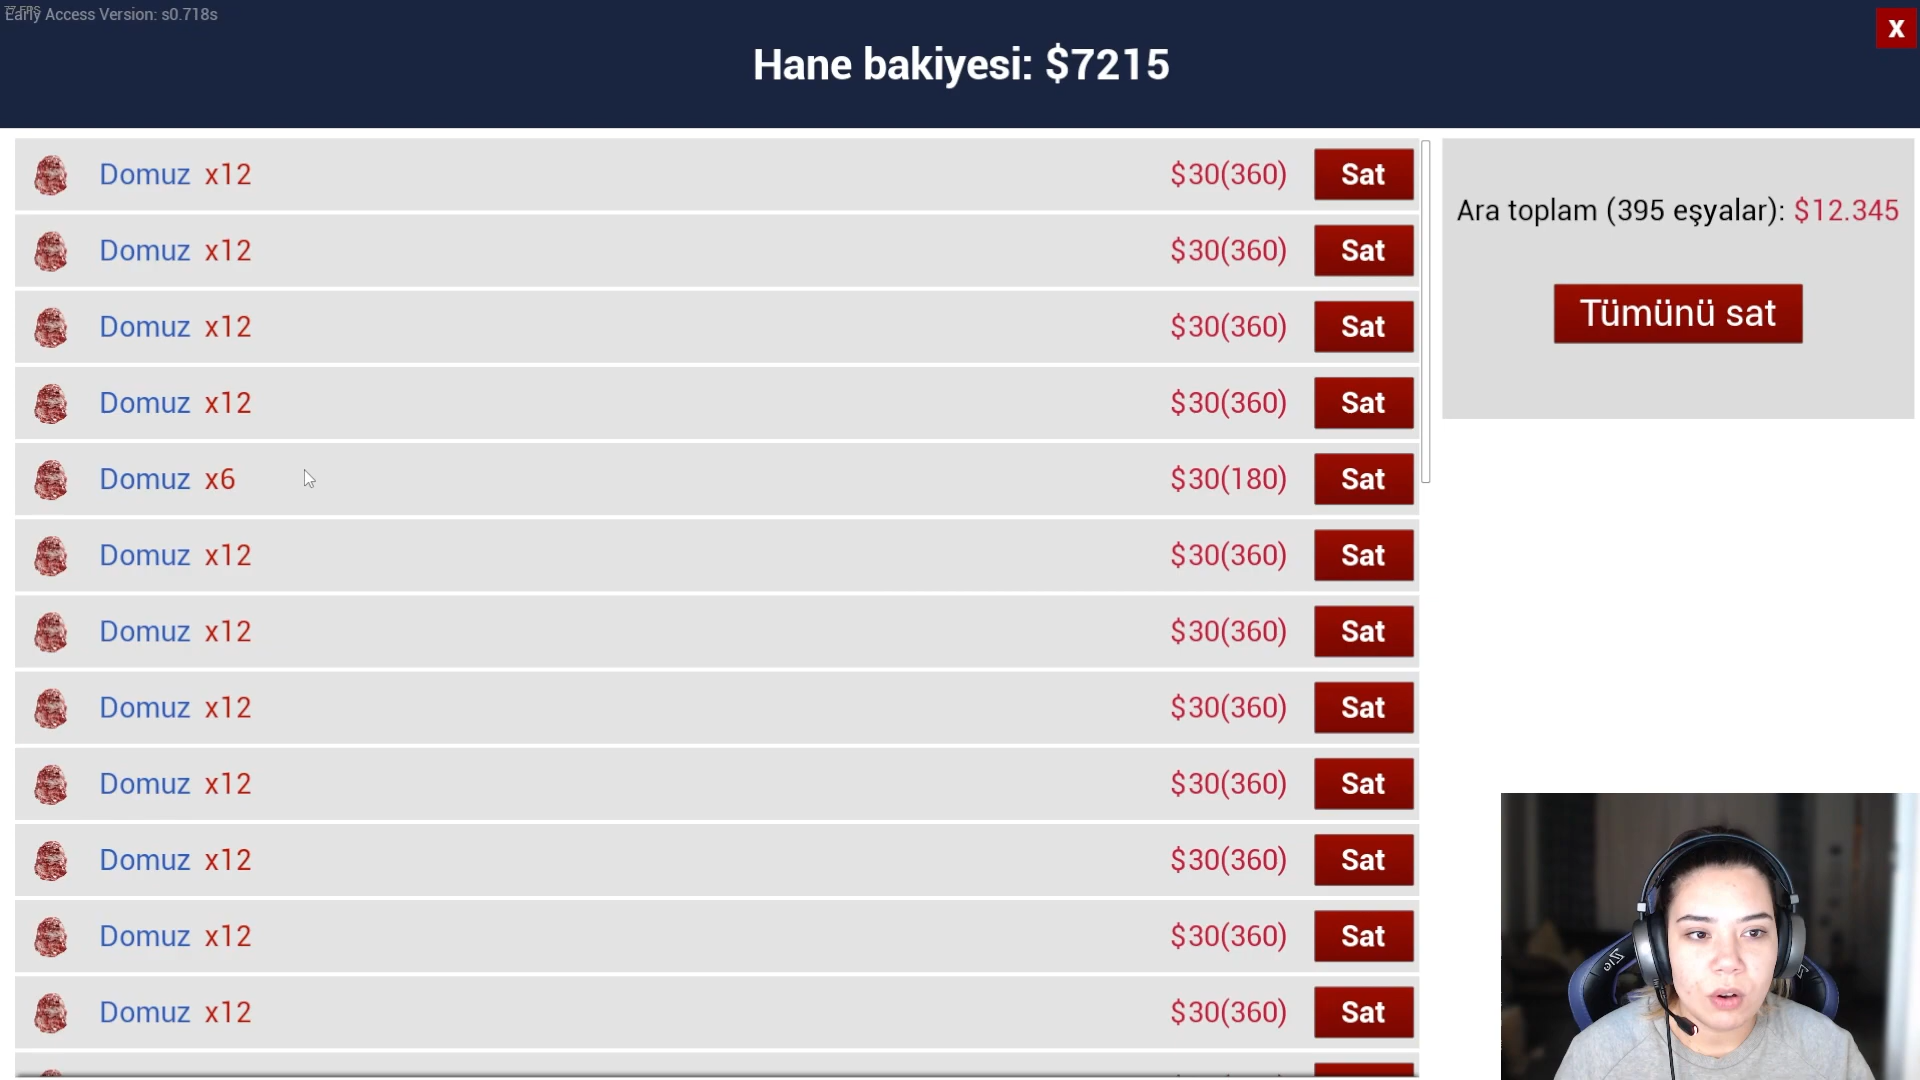 77 FPS
Early Access Version: s0.718s
X
Hane bakiyesi: $7215
Domuz x12 $30(360) Sat
Domuz x12 $30(360) Sat
Domuz x12 $30(360) Sat
Domuz x12 $30(360) Sat
Domuz x6 $30(180) Sat
Domuz x12 $30(360) Sat
Domuz x12 $30(360) Sat
Domuz x12 $30(360) Sat
Domuz x12 $30(360) Sat
Domuz x12 $30(360) Sat
Domuz x12 $30(360) Sat
Domuz x12 $30(360) Sat
Ara toplam (395 eşyalar): $12.345
Tümünü sat